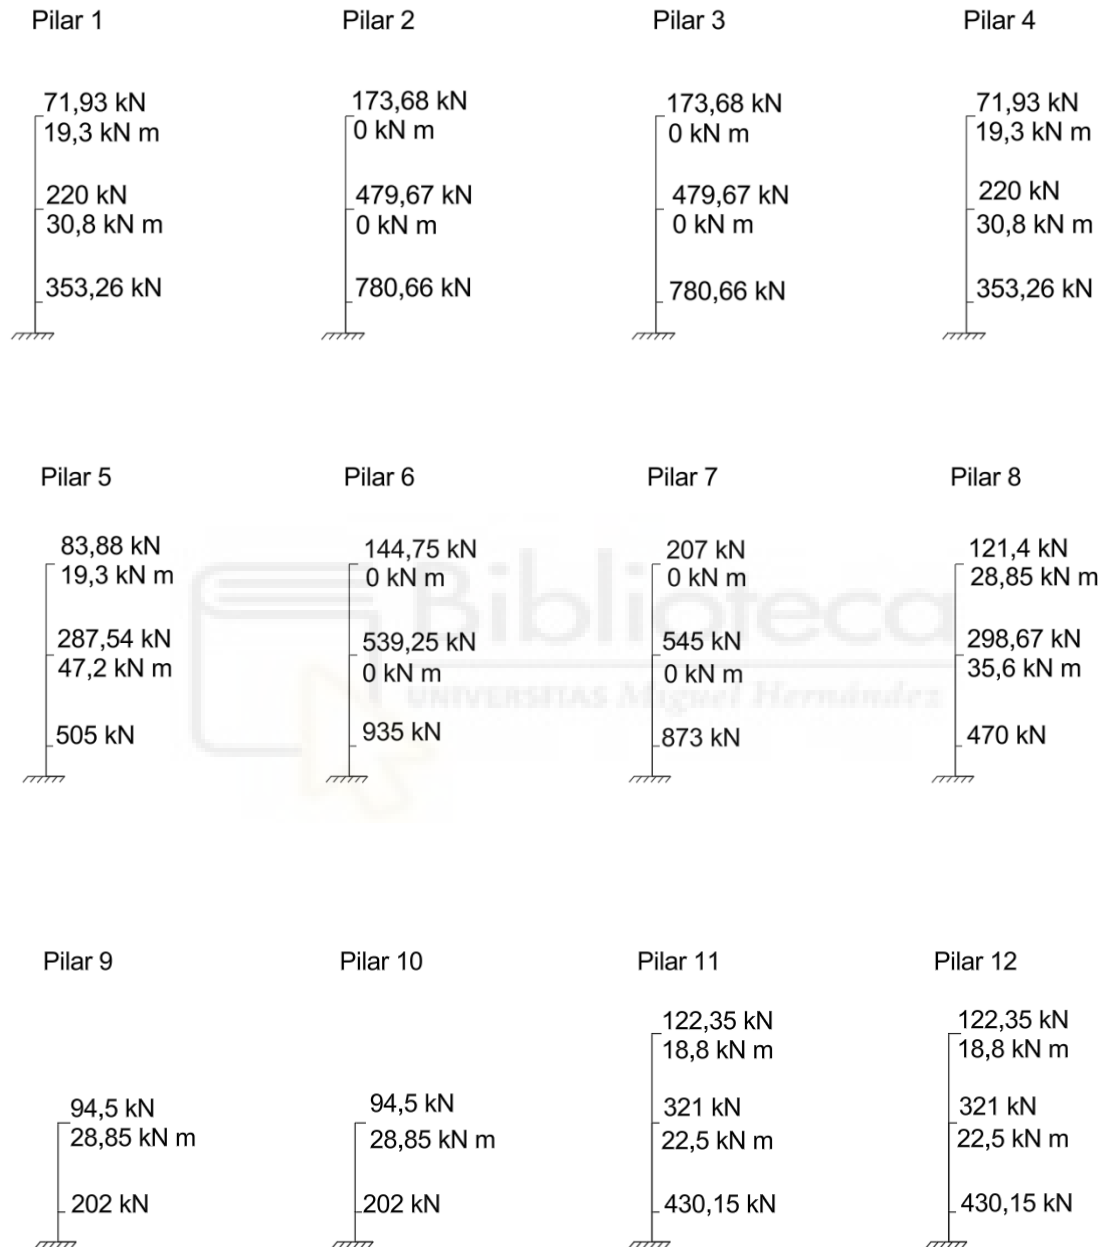 Pilar 1
Pilar 2
Pilar 3
Pilar 4
71,93 kN
19,3 kN m
220 kN
30,8 kN m
353,26 kN
173,68 kN
0 kN m
479,67 kN
0 kN m
780,66 kN
173,68 kN
0 kN m
479,67 kN
0 kN m
780,66 kN
71,93 kN
19,3 kN m
220 kN
30,8 kN m
353,26 kN
Pilar 5
Pilar 6
Pilar 7
Pilar 8
83,88 kN
19,3 kN m
287,54 kN
47,2 kN m
505 kN
144,75 kN
0 kN m
539,25 kN
0 kN m
935 kN
207 kN
0 kN m
545 kN
0 kN m
873 kN
121,4 kN
28,85 kN m
298,67 kN
35,6 kN m
470 kN
Biblioteca
UNIVERSITAS Miguel Hernández
Pilar 9
Pilar 10
Pilar 11
Pilar 12
94,5 kN
28,85 kN m
202 kN
94,5 kN
28,85 kN m
202 kN
122,35 kN
18,8 kN m
321 kN
22,5 kN m
430,15 kN
122,35 kN
18,8 kN m
321 kN
22,5 kN m
430,15 kN